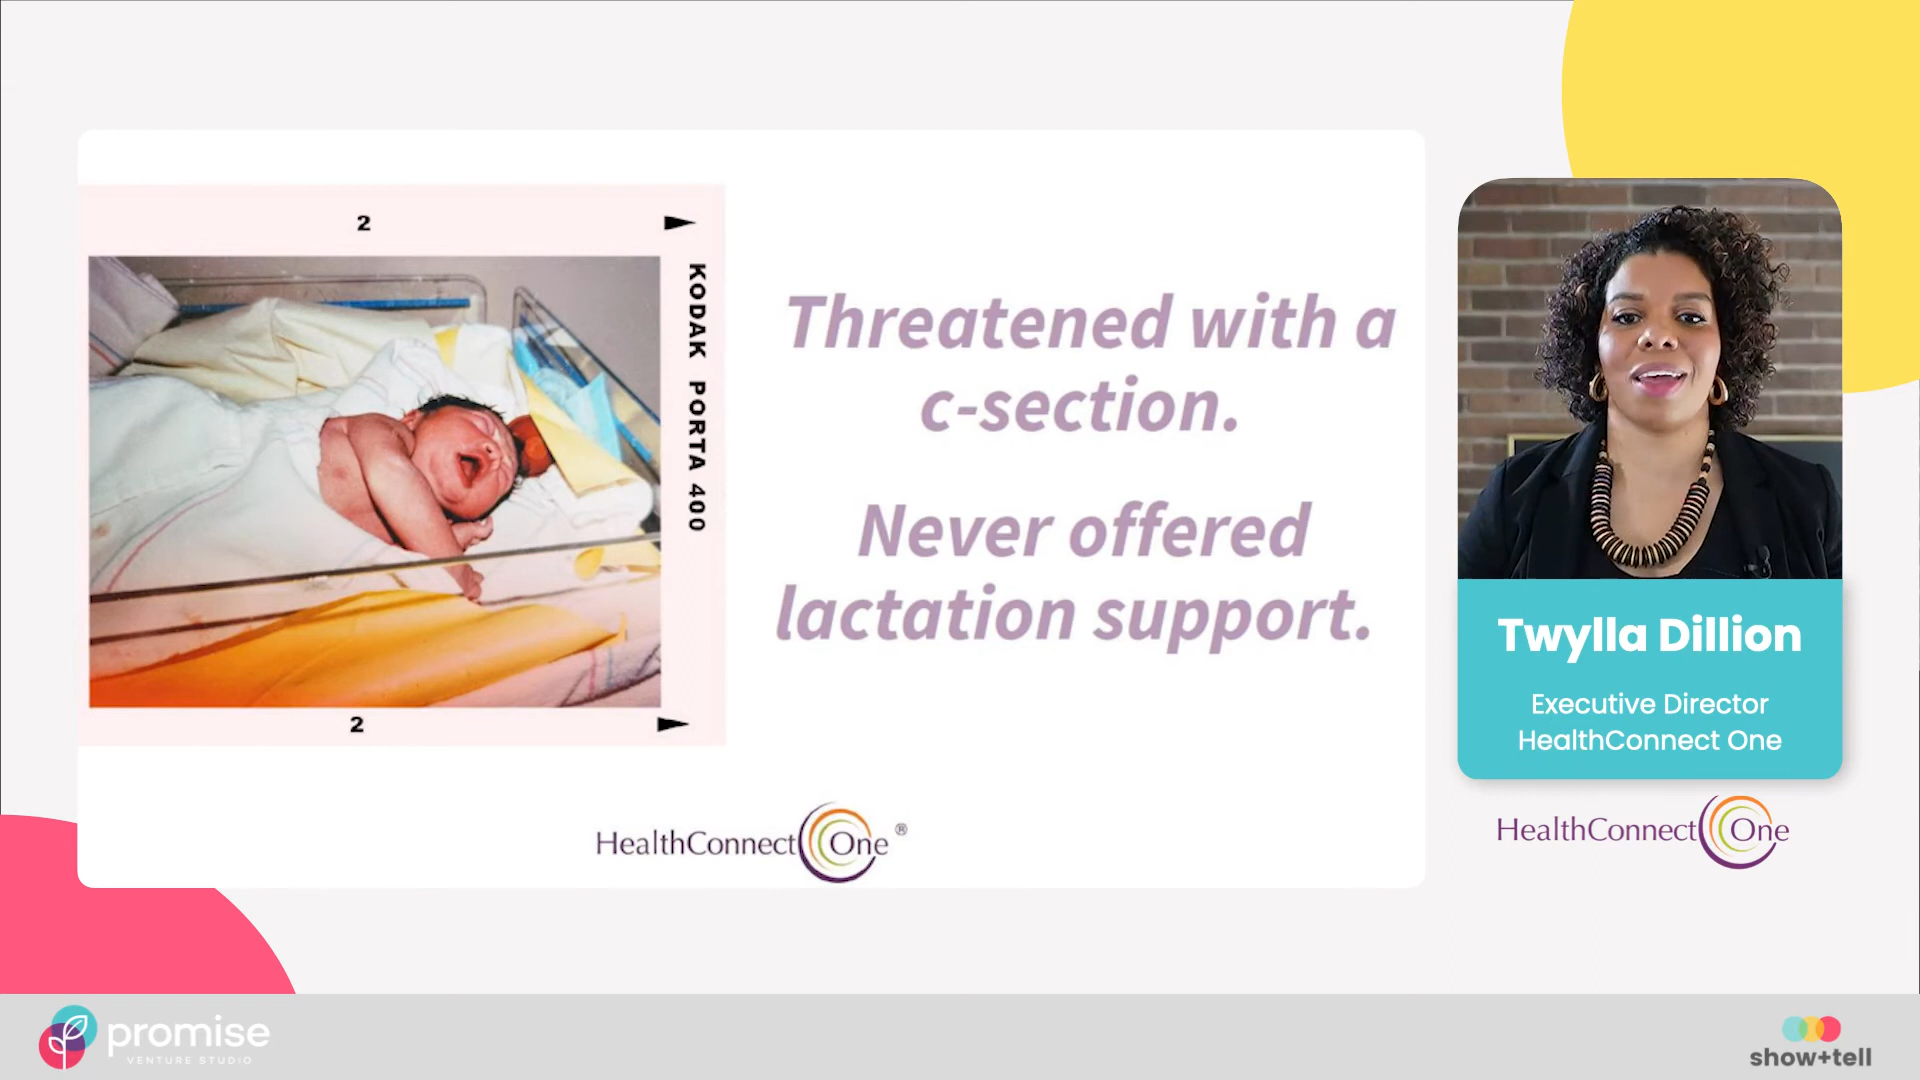 2
KODAK PORTA 400
2
Threatened with a
c-section.
Never offered
lactation support.
HealthConnect One ®
Twylla Dillion
Executive Director
HealthConnect One
HealthConnect One
promise
VENTURE STUDIO
show+tell